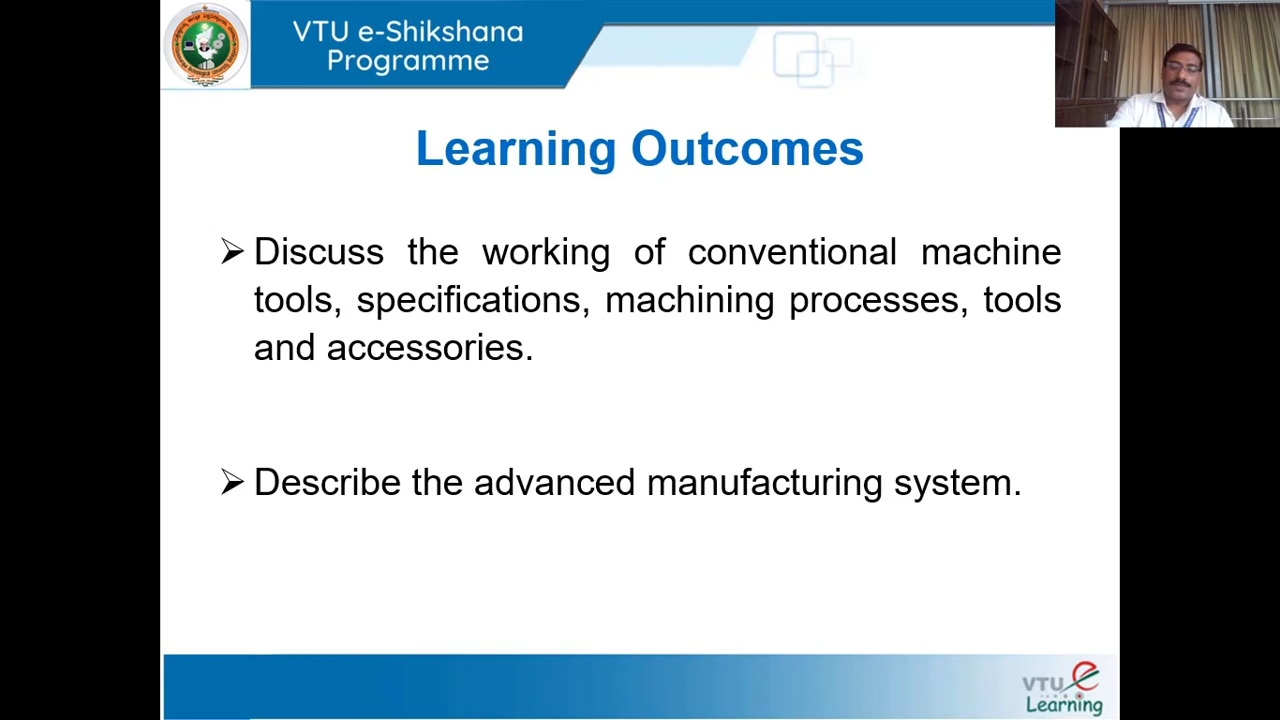 VTU e-Shikshana
Programme
Learning Outcomes
➢ Discuss the working of conventional machine
tools, specifications, machining processes, tools
and accessories.
➢ Describe the advanced manufacturing system.
VTU e
Learning